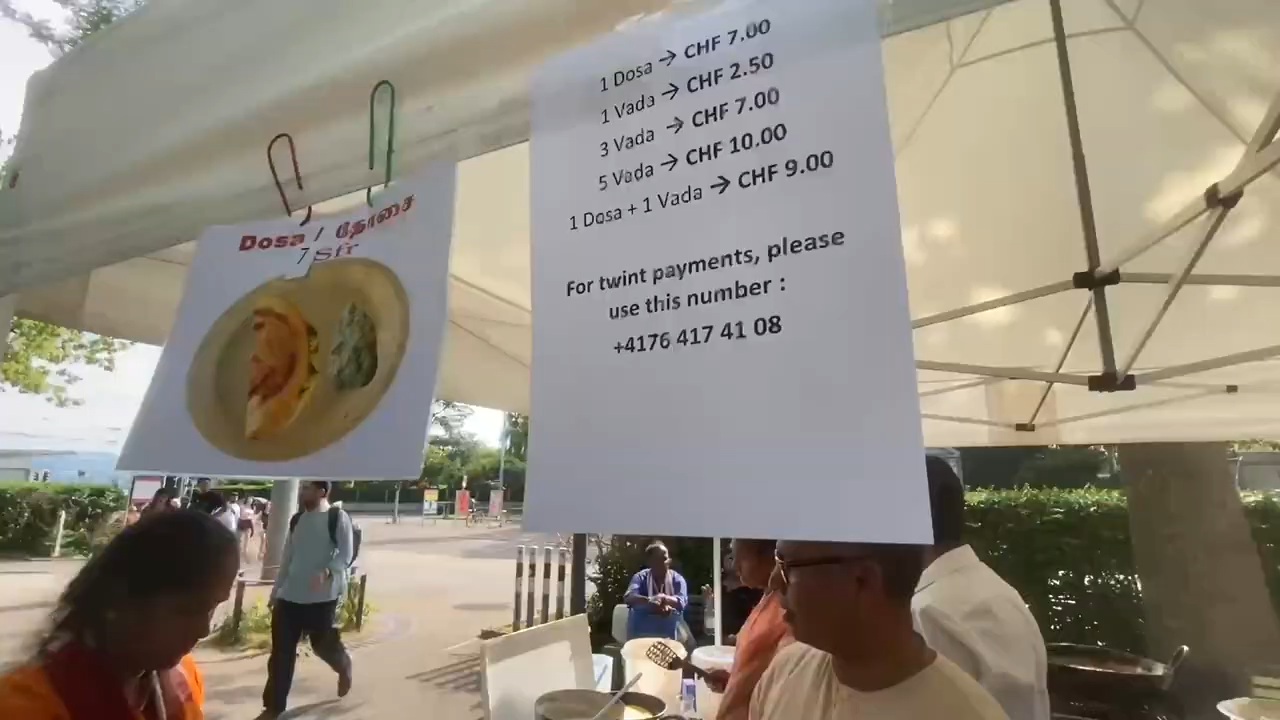 Dosa / தோசை
7 Sfr
1 Dosa → CHF 7.00
1 Vada → CHF 2.50
3 Vada → CHF 7.00
5 Vada → CHF 10.00
1 Dosa + 1 Vada → CHF 9.00
For twint payments, please
use this number :
+4176 417 41 08